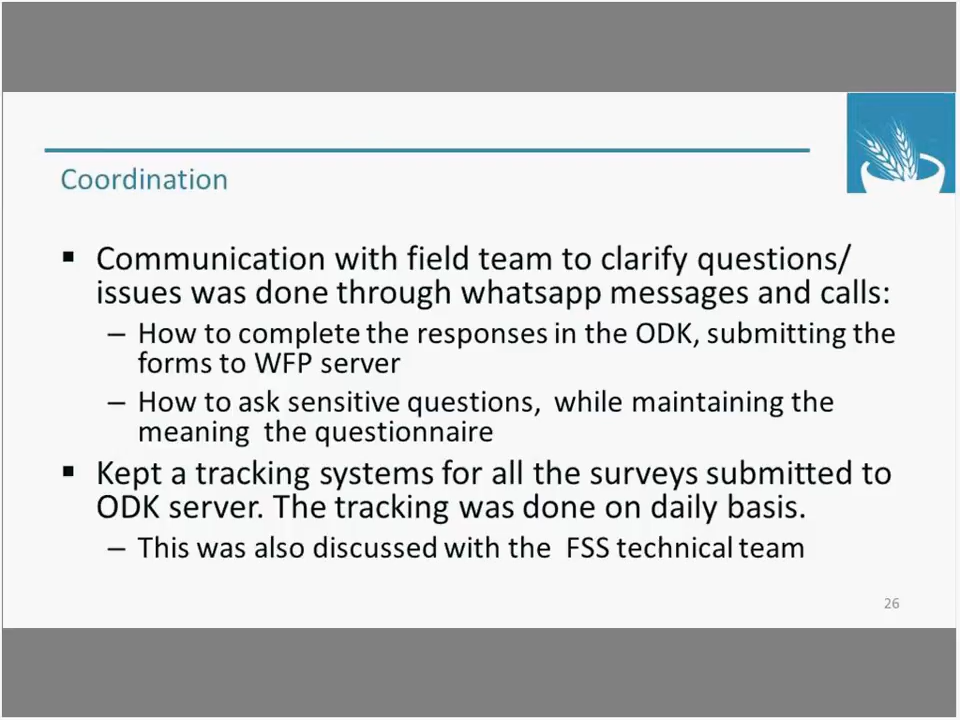 Coordination
▪ Communication with field team to clarify questions/
issues was done through whatsapp messages and calls:
– How to complete the responses in the ODK, submitting the
forms to WFP server
– How to ask sensitive questions, while maintaining the
meaning the questionnaire
▪ Kept a tracking systems for all the surveys submitted to
ODK server. The tracking was done on daily basis.
– This was also discussed with the FSS technical team
26